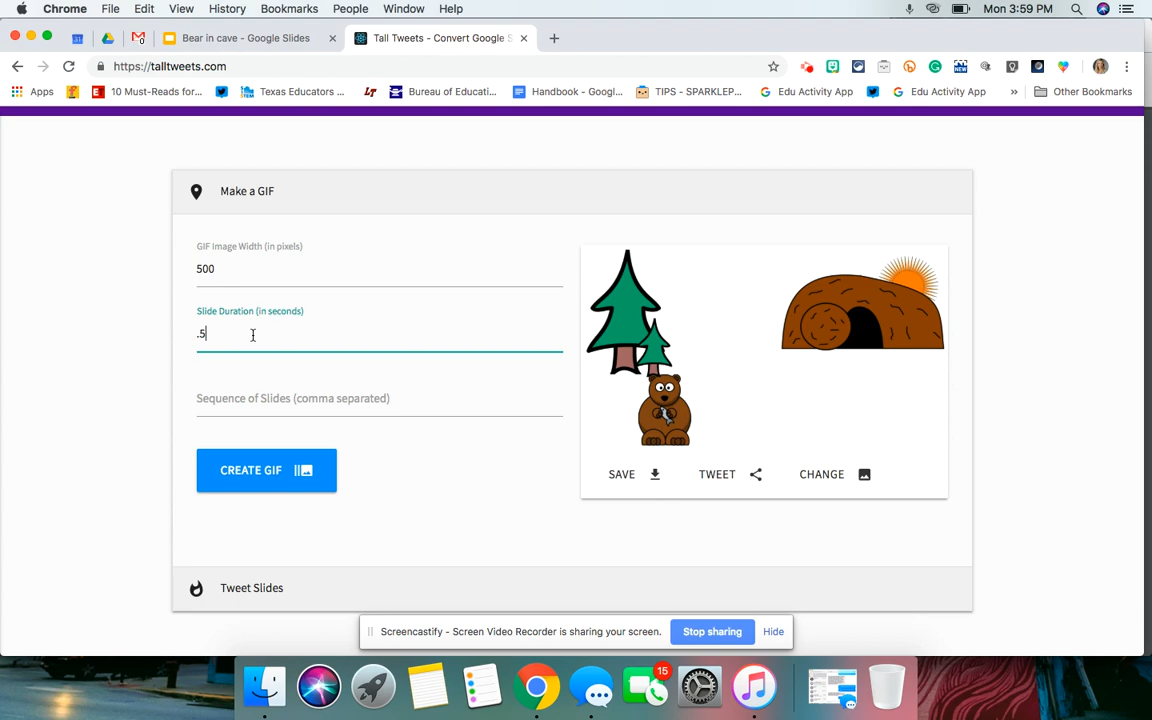 Chrome File Edit View History Bookmarks People Window Help Mon 3:59 PM
0 Bear in cave - Google Slides Tall Tweets - Convert Google S
https://talltweets.com NEW
Apps 10 Must-Reads for... Texas Educators ... Bureau of Educati... Handbook - Googl... TIPS - SPARKLEP... Edu Activity App Edu Activity App » Other Bookmarks
Make a GIF
GIF Image Width (in pixels)
500
Slide Duration (in seconds)
.5
Sequence of Slides (comma separated)
CREATE GIF
SAVE TWEET CHANGE
Tweet Slides
Screencastify - Screen Video Recorder is sharing your screen. Stop sharing Hide
15